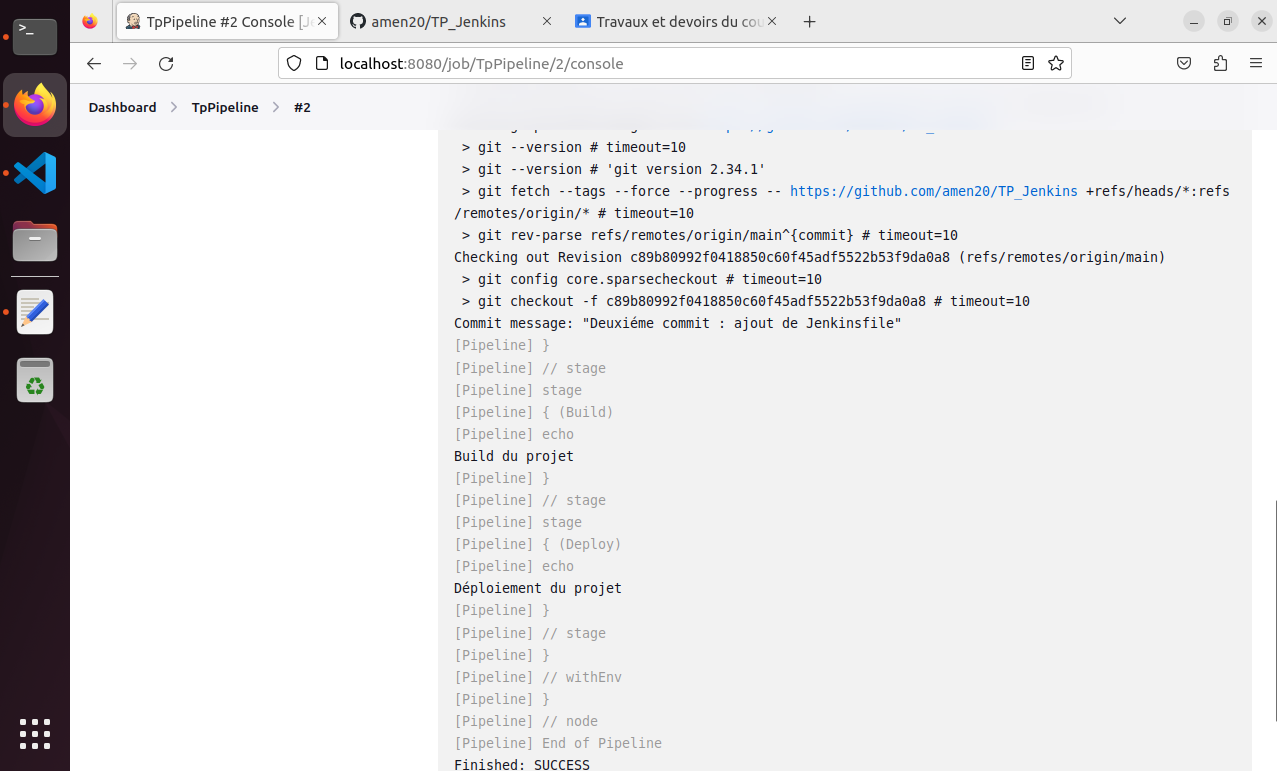 TpPipeline #2 Console [J
amen20/TP_Jenkins
Travaux et devoirs du cou
localhost:8080/job/TpPipeline/2/console
Dashboard > TpPipeline > #2
> git --version # timeout=10
> git --version # 'git version 2.34.1'
> git fetch --tags --force --progress -- https://github.com/amen20/TP_Jenkins +refs/heads/*:refs
/remotes/origin/* # timeout=10
> git rev-parse refs/remotes/origin/main^{commit} # timeout=10
Checking out Revision c89b80992f0418850c60f45adf5522b53f9da0a8 (refs/remotes/origin/main)
> git config core.sparsecheckout # timeout=10
> git checkout -f c89b80992f0418850c60f45adf5522b53f9da0a8 # timeout=10
Commit message: "Deuxiéme commit : ajout de Jenkinsfile"
[Pipeline] }
[Pipeline] // stage
[Pipeline] stage
[Pipeline] { (Build)
[Pipeline] echo
Build du projet
[Pipeline] }
[Pipeline] // stage
[Pipeline] stage
[Pipeline] { (Deploy)
[Pipeline] echo
Déploiement du projet
[Pipeline] }
[Pipeline] // stage
[Pipeline] }
[Pipeline] // withEnv
[Pipeline] }
[Pipeline] // node
[Pipeline] End of Pipeline
Finished: SUCCESS